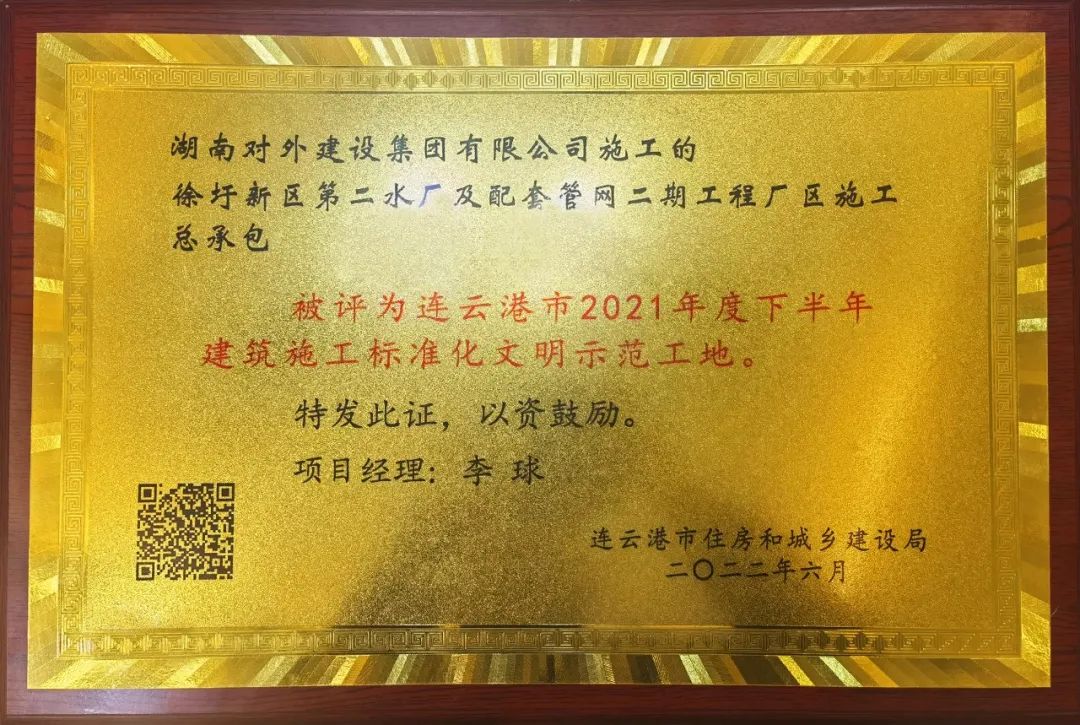 湖南对外建设集团有限公司施工的
徐圩新区第二水厂及配套管网二期工程厂区施工
总承包
被评为连云港市2021年度下半年
建筑施工标准化文明示范工地。
特发此证，以资鼓励。
项目经理：李 球
连云港市住房和城乡建设局
二〇二二年六月